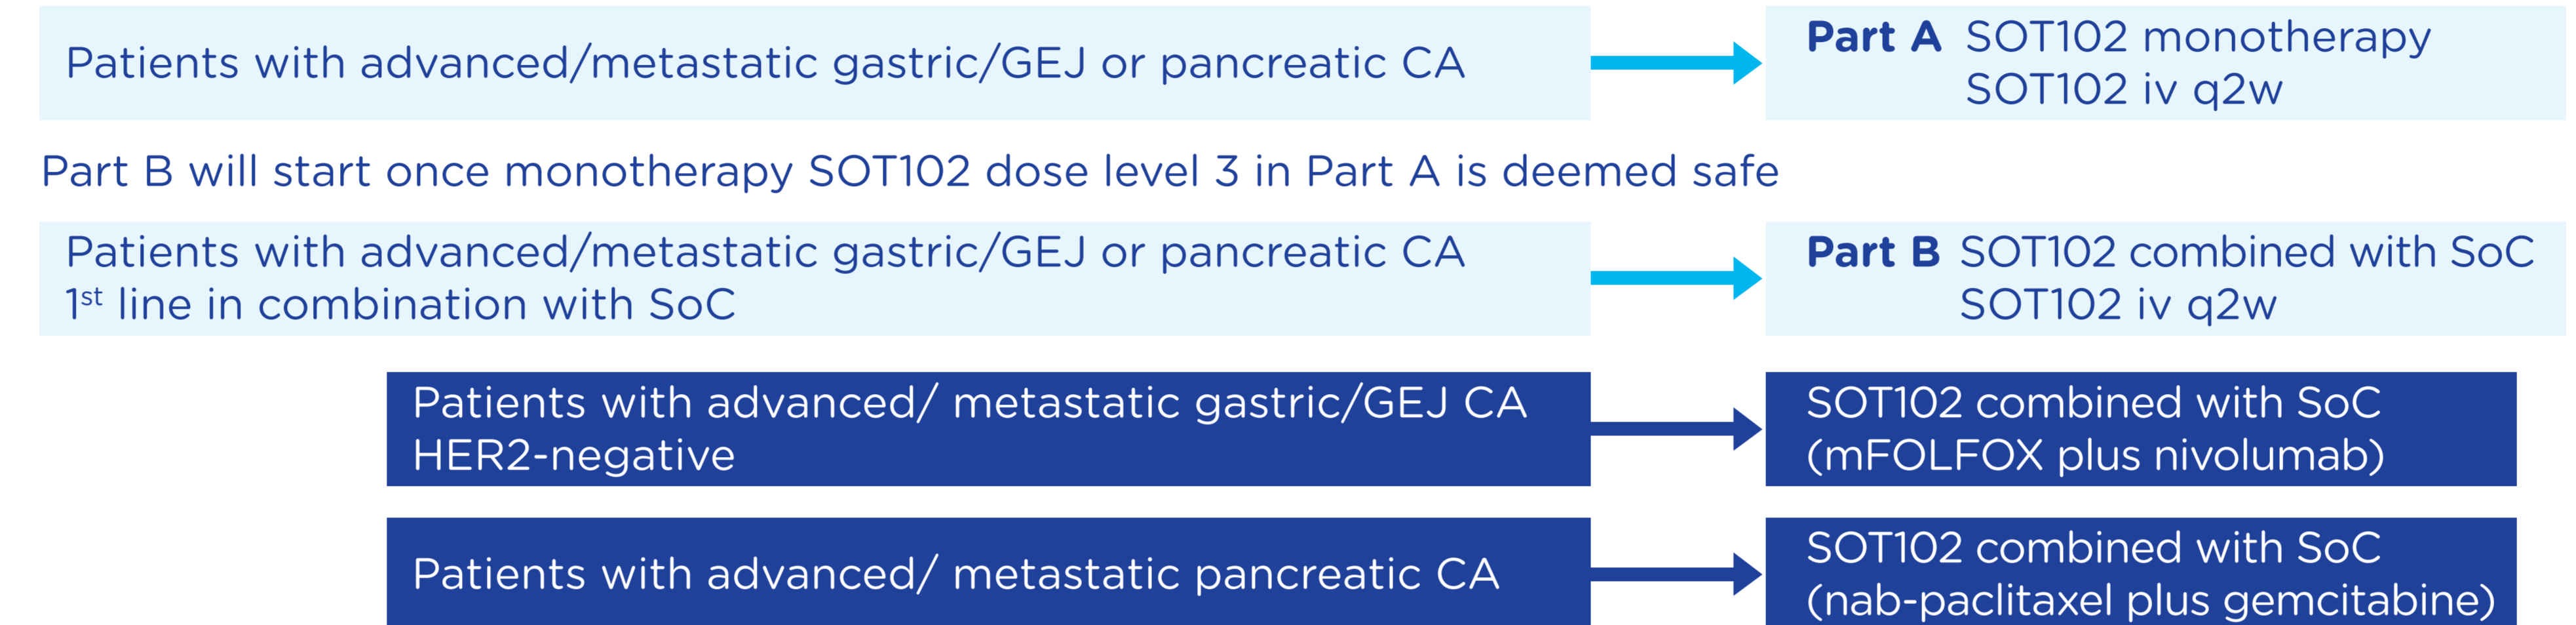 Patients with advanced/metastatic gastric/GEJ or pancreatic CA
Part A SOT102 monotherapy
SOT102 iv q2w
Part B will start once monotherapy SOT102 dose level 3 in Part A is deemed safe
Patients with advanced/metastatic gastric/GEJ or pancreatic CA
1st line in combination with SoC
Part B SOT102 combined with SoC
SOT102 iv q2w
Patients with advanced/ metastatic gastric/GEJ CA
HER2-negative
SOT102 combined with SoC
(mFOLFOX plus nivolumab)
Patients with advanced/ metastatic pancreatic CA
SOT102 combined with SoC
(nab-paclitaxel plus gemcitabine)